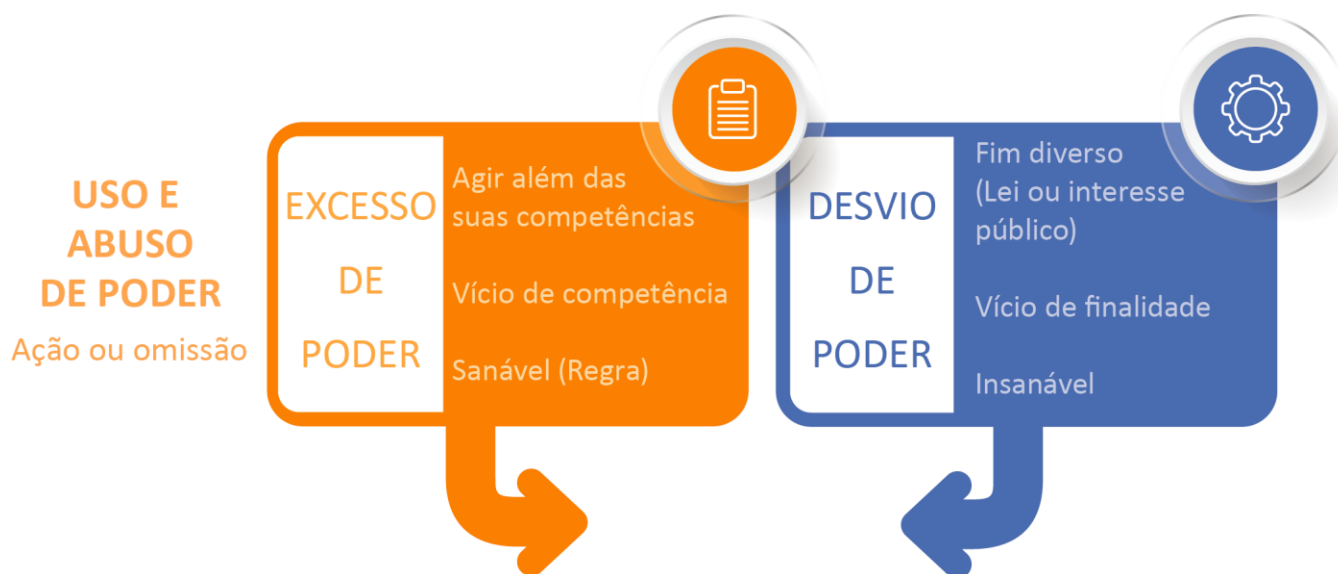 USO E
ABUSO
DE PODER
Ação ou omissão
EXCESSO
DE
PODER
Agir além das
suas competências
Vício de competência
Sanável (Regra)
DESVIO
DE
PODER
Fim diverso
(Lei ou interesse
público)
Vício de finalidade
Insanável